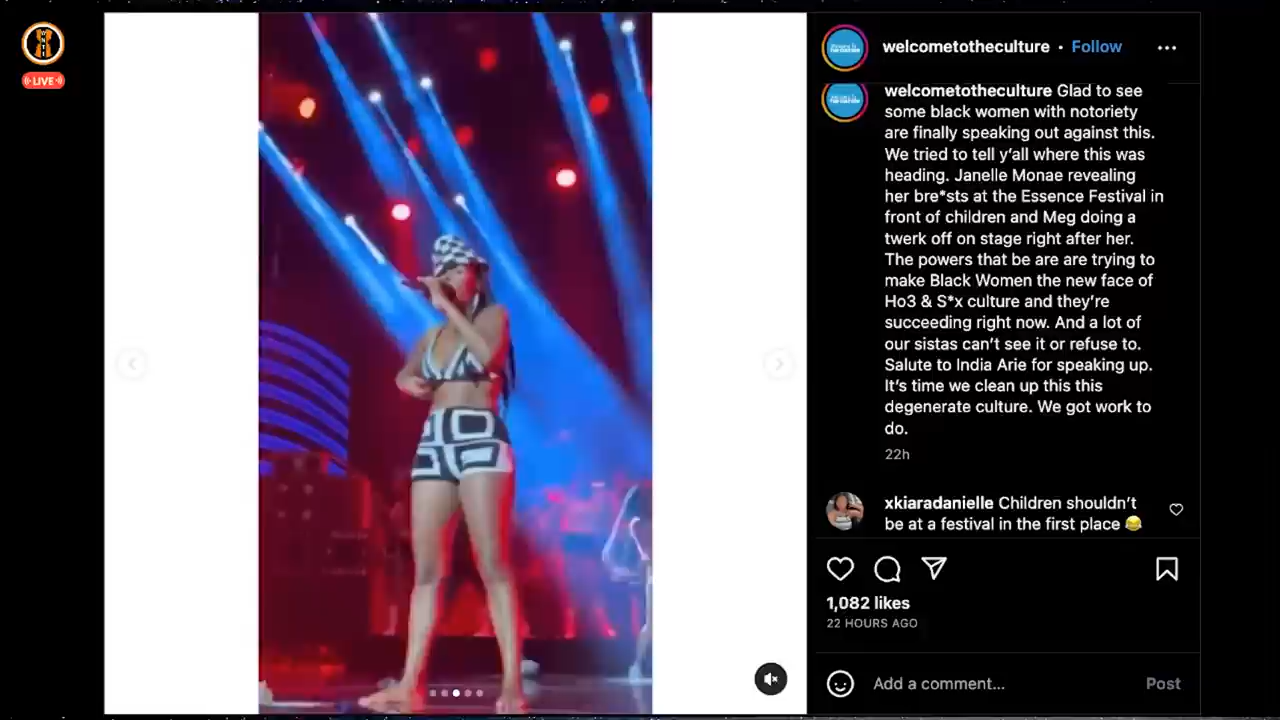 LIVE
welcometotheculture • Follow
welcometotheculture Glad to see
some black women with notoriety
are finally speaking out against this.
We tried to tell y'all where this was
heading. Janelle Monae revealing
her bre*sts at the Essence Festival in
front of children and Meg doing a
twerk off on stage right after her.
The powers that be are are trying to
make Black Women the new face of
Ho3 & S*x culture and they're
succeeding right now. And a lot of
our sistas can't see it or refuse to.
Salute to India Arie for speaking up.
It's time we clean up this this
degenerate culture. We got work to
do.
22h
xkiaradanielle Children shouldn't
be at a festival in the first place 😂
1,082 likes
22 HOURS AGO
Add a comment... Post